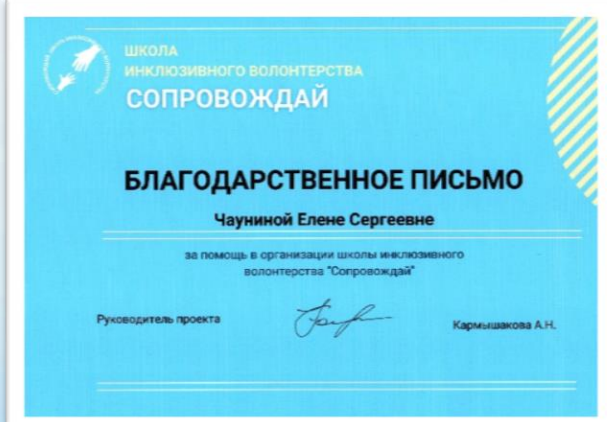 ШКОЛА
ИНКЛЮЗИВНОГО ВОЛОНТЕРСТВА
СОПРОВОЖДАЙ
БЛАГОДАРСТВЕННОЕ ПИСЬМО
Чауниной Елене Сергеевне
за помощь в организации школы инклюзивного
волонтерства "Сопровождай"
Руководитель проекта
Кармышакова А.Н.